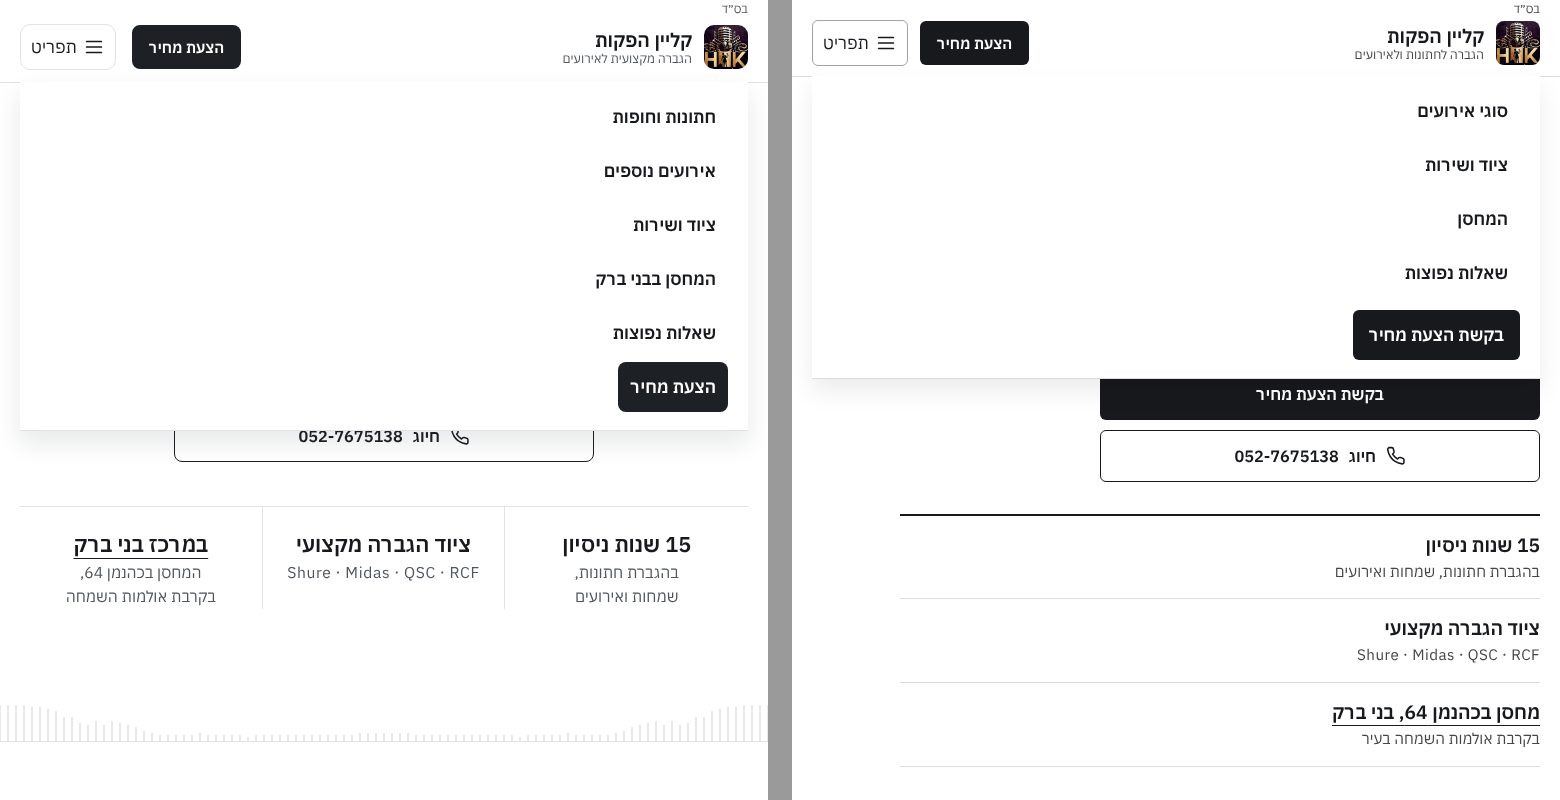 בס״ד
קליין הפקות
הגברה מקצועית לאירועים
הצעת מחיר
תפריט
חתונות וחופות
אירועים נוספים
ציוד ושירות
המחסן בבני ברק
שאלות נפוצות
הצעת מחיר
חיוג 052-7675138
15 שנות ניסיון
בהגברת חתונות,
שמחות ואירועים
ציוד הגברה מקצועי
Shure · Midas · QSC · RCF
במרכז בני ברק
המחסן בכהנמן 64,
בקרבת אולמות השמחה
בס״ד
קליין הפקות
הגברה לחתונות ולאירועים
הצעת מחיר
תפריט
סוגי אירועים
ציוד ושירות
המחסן
שאלות נפוצות
בקשת הצעת מחיר
בקשת הצעת מחיר
חיוג 052-7675138
15 שנות ניסיון
בהגברת חתונות, שמחות ואירועים
ציוד הגברה מקצועי
Shure · Midas · QSC · RCF
מחסן בכהנמן 64, בני ברק
בקרבת אולמות השמחה בעיר